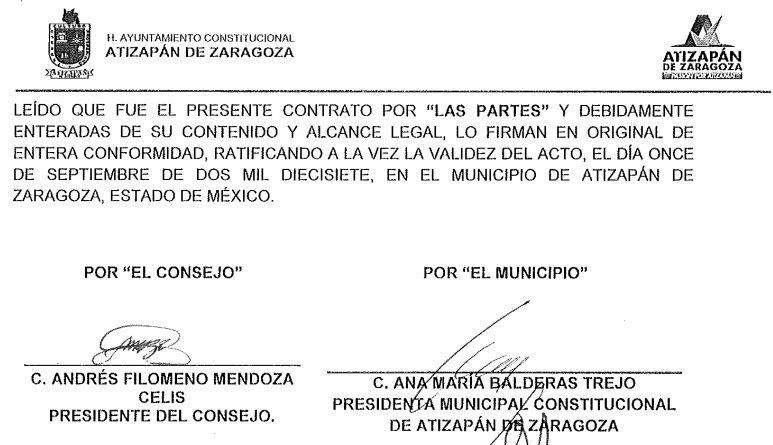 H. AYUNTAMIENTO CONSTITUCIONAL
ATIZAPÁN DE ZARAGOZA
ATIZAPÁN
DE ZARAGOZA
LEÍDO QUE FUE EL PRESENTE CONTRATO POR "LAS PARTES" Y DEBIDAMENTE
ENTERADAS DE SU CONTENIDO Y ALCANCE LEGAL, LO FIRMAN EN ORIGINAL DE
ENTERA CONFORMIDAD, RATIFICANDO A LA VEZ LA VALIDEZ DEL ACTO, EL DÍA ONCE
DE SEPTIEMBRE DE DOS MIL DIECISIETE, EN EL MUNICIPIO DE ATIZAPÁN DE
ZARAGOZA, ESTADO DE MÉXICO.
POR "EL CONSEJO"
POR "EL MUNICIPIO"
C. ANDRÉS FILOMENO MENDOZA
CELIS
PRESIDENTE DEL CONSEJO.
C. ANA MARÍA BALDERAS TREJO
PRESIDENTA MUNICIPAL CONSTITUCIONAL
DE ATIZAPÁN DE ZARAGOZA